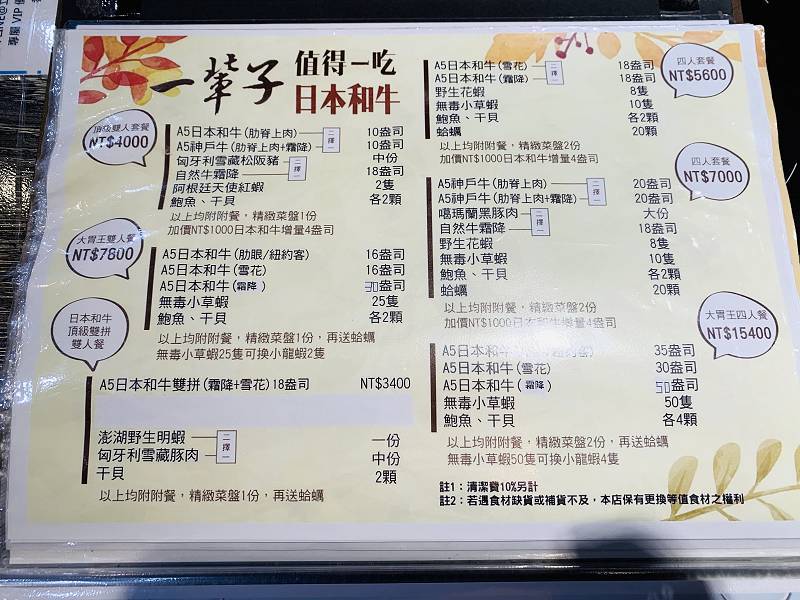 一輩子 值得一吃
日本和牛
頂級雙人套餐
NT$4000
A5日本和牛(肋脊上肉) 10盎司
A5神戶牛(肋脊上肉+霜降) 10盎司
二擇一
匈牙利雪藏松阪豬 中份
自然牛霜降 18盎司
二擇一
阿根廷天使紅蝦 2隻
鮑魚、干貝 各2顆
以上均附附餐，精緻菜盤1份
加價NT$1000日本和牛增量4盎司
大胃王雙人餐
NT$7800
A5日本和牛(肋眼/紐約客) 16盎司
A5日本和牛(雪花) 16盎司
A5日本和牛(霜降) 30盎司
無毒小草蝦 25隻
鮑魚、干貝 各2顆
以上均附附餐，精緻菜盤1份，再送蛤蠣
無毒小草蝦25隻可換小龍蝦2隻
日本和牛
頂級雙拼
雙人餐
A5日本和牛雙拼(霜降+雪花)18盎司 NT$3400
澎湖野生明蝦 一份
匈牙利雪藏豚肉 中份
二擇一
干貝 2顆
以上均附附餐，精緻菜盤1份，再送蛤蠣
四人套餐
NT$5600
A5日本和牛(雪花) 18盎司
A5日本和牛(霜降) 18盎司
二擇一
野生花蝦 8隻
無毒小草蝦 10隻
鮑魚、干貝 各2顆
蛤蠣 20顆
以上均附附餐，精緻菜盤2份
加價NT$1000日本和牛增量4盎司
四人套餐
NT$7000
A5神戶牛(肋脊上肉) 20盎司
A5神戶牛(肋脊上肉+霜降) 20盎司
二擇一
噶瑪蘭黑豚肉 大份
自然牛霜降 18盎司
二擇一
野生花蝦 8隻
無毒小草蝦 10隻
鮑魚、干貝 各2顆
蛤蠣 20顆
以上均附附餐，精緻菜盤2份
加價NT$1000日本和牛增量4盎司
大胃王四人餐
NT$15400
A5日本和牛 35盎司
A5日本和牛(雪花) 30盎司
A5日本和牛(霜降) 50盎司
無毒小草蝦 50隻
鮑魚、干貝 各4顆
以上均附附餐，精緻菜盤2份，再送蛤蠣
無毒小草蝦50隻可換小龍蝦4隻
註1：清潔費10%另計
註2：若遇食材缺貨或補貨不及，本店保有更換等值食材之權利